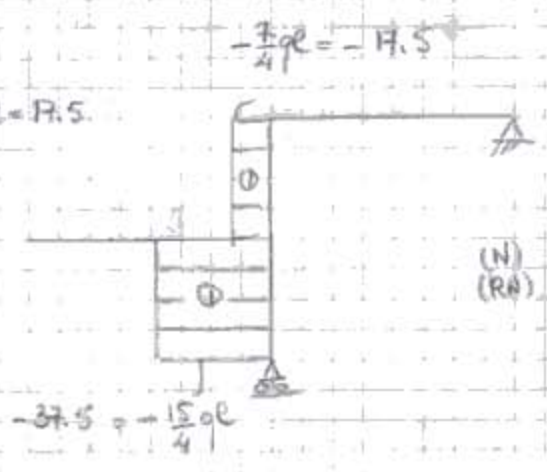 -7/4 ql = -17.5
= 17.5
(N)
(RN)
-37.5 = -15/4 ql